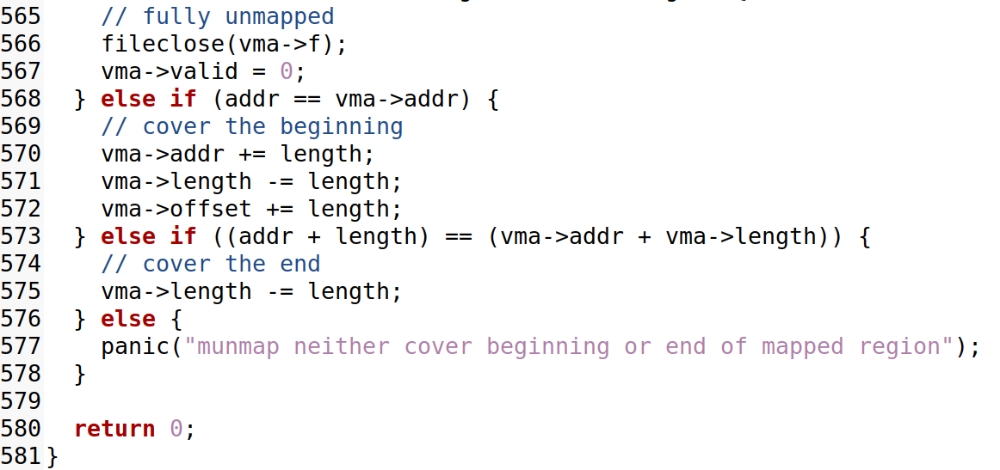 565     // fully unmapped
566     fileclose(vma->f);
567     vma->valid = 0;
568   } else if (addr == vma->addr) {
569     // cover the beginning
570     vma->addr += length;
571     vma->length -= length;
572     vma->offset += length;
573   } else if ((addr + length) == (vma->addr + vma->length)) {
574     // cover the end
575     vma->length -= length;
576   } else {
577     panic("munmap neither cover beginning or end of mapped region");
578   }
579
580   return 0;
581 }